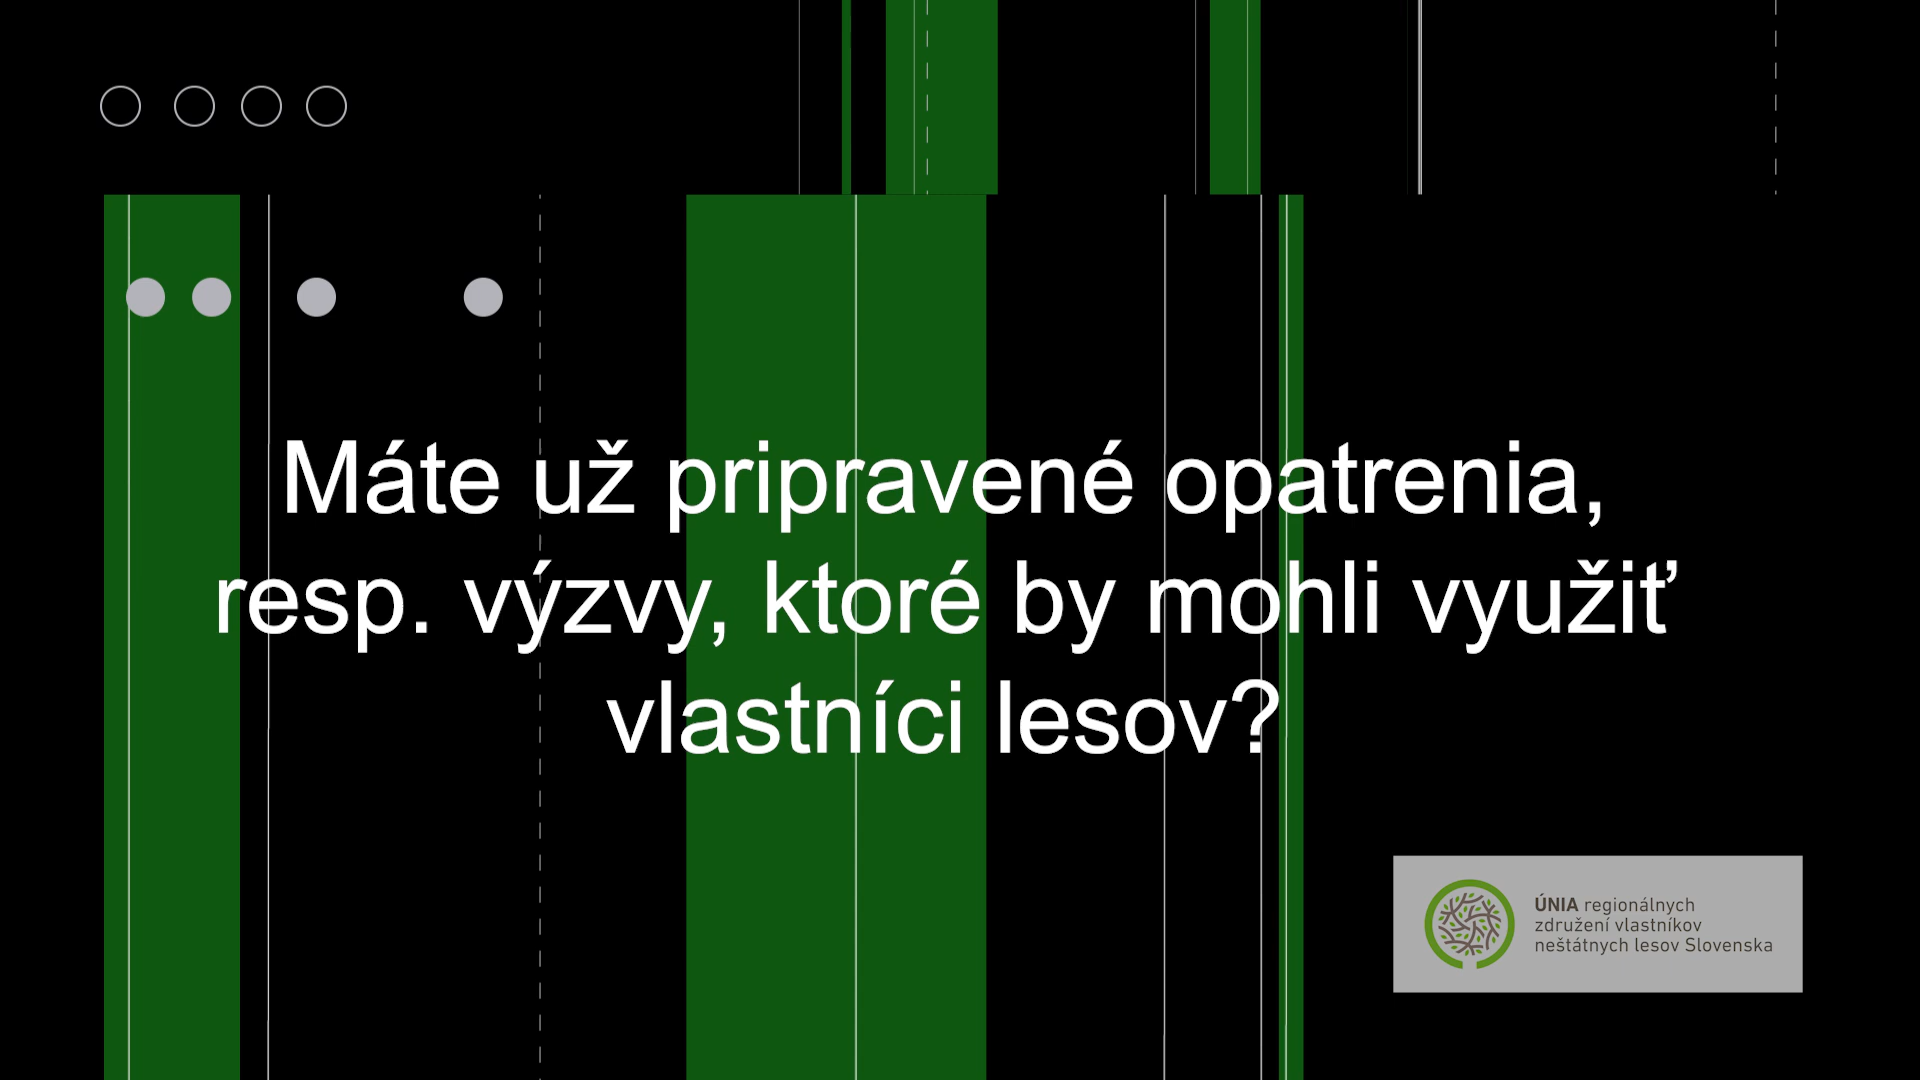 Máte už pripravené opatrenia,
resp. výzvy, ktoré by mohli využiť
vlastníci lesov?
ÚNIA regionálnych
združení vlastníkov
neštátnych lesov Slovenska